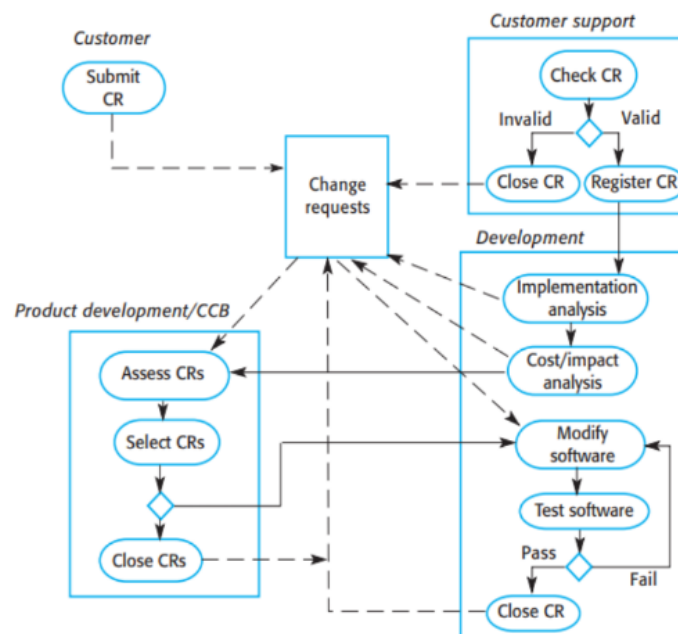 Customer
Submit
CR
Customer support
Check CR
Invalid
Valid
Close CR
Register CR
Change
requests
Development
Implementation
analysis
Cost/impact
analysis
Product development/CCB
Assess CRs
Select CRs
Close CRs
Modify
software
Test software
Pass
Fail
Close CR